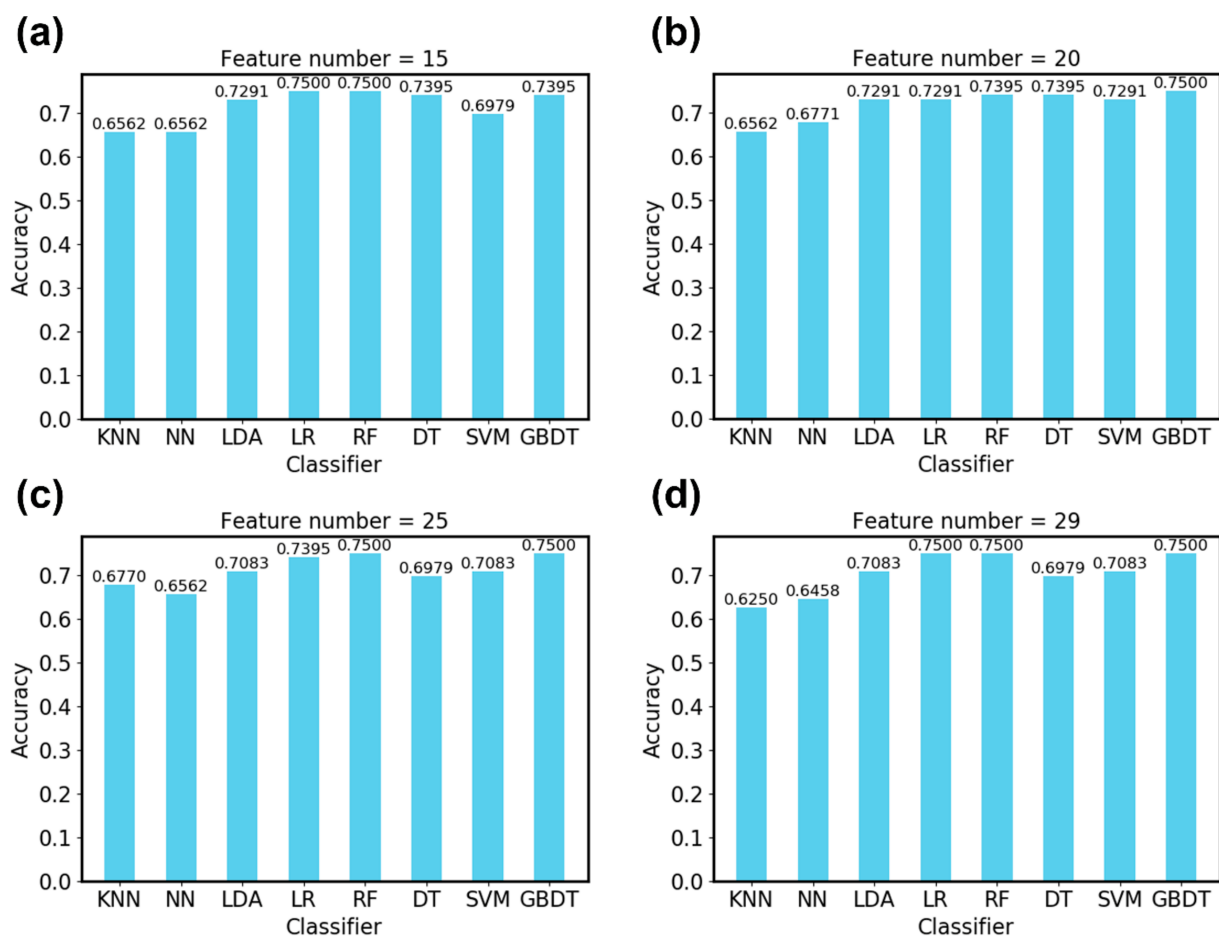 (a)
Feature number = 15
0.6562 0.6562 0.7291 0.7500 0.7500 0.7395 0.6979 0.7395
0.7
0.6
0.5
0.4
0.3
0.2
0.1
0.0
Accuracy
KNN NN LDA LR RF DT SVM GBDT
Classifier
(b)
Feature number = 20
0.6562 0.6771 0.7291 0.7291 0.7395 0.7395 0.7291 0.7500
0.7
0.6
0.5
0.4
0.3
0.2
0.1
0.0
Accuracy
KNN NN LDA LR RF DT SVM GBDT
Classifier
(c)
Feature number = 25
0.6770 0.6562 0.7083 0.7395 0.7500 0.6979 0.7083 0.7500
0.7
0.6
0.5
0.4
0.3
0.2
0.1
0.0
Accuracy
KNN NN LDA LR RF DT SVM GBDT
Classifier
(d)
Feature number = 29
0.6250 0.6458 0.7083 0.7500 0.7500 0.6979 0.7083 0.7500
0.7
0.6
0.5
0.4
0.3
0.2
0.1
0.0
Accuracy
KNN NN LDA LR RF DT SVM GBDT
Classifier